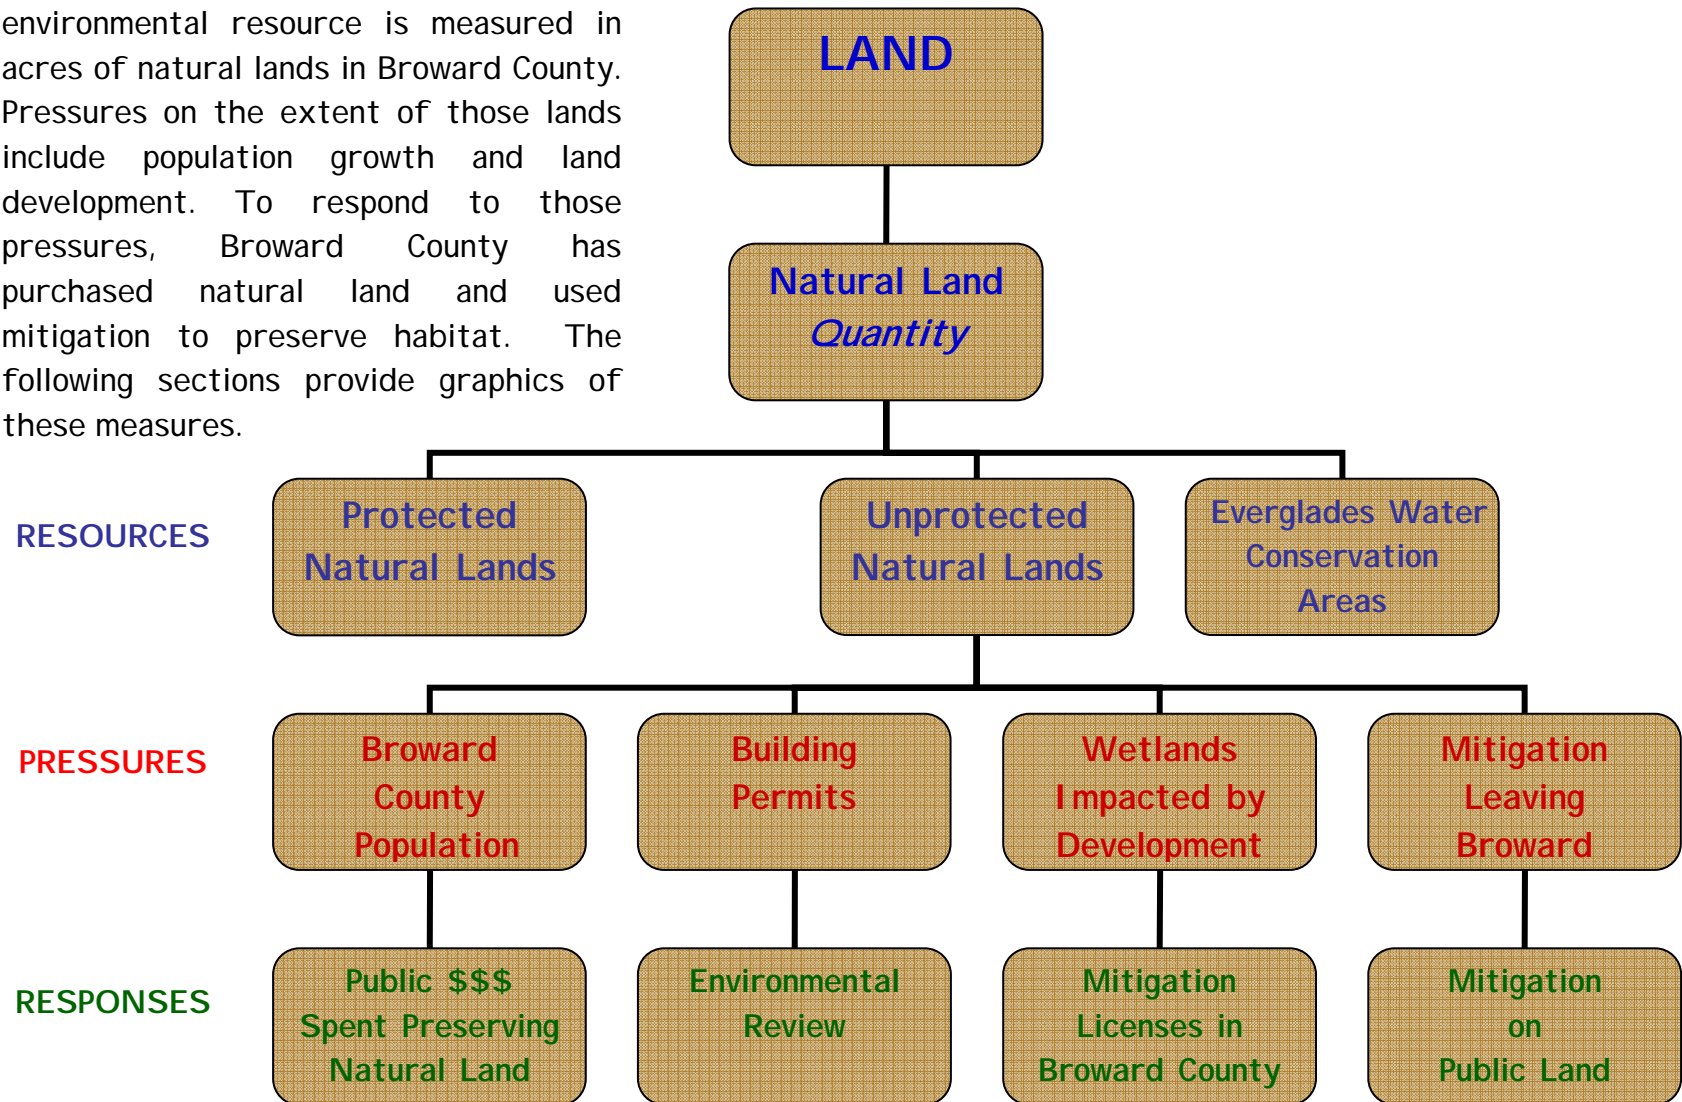 environmental resource is measured in
acres of natural lands in Broward County.
Pressures on the extent of those lands
include population growth and land
development. To respond to those
pressures, Broward County has
purchased natural land and used
mitigation to preserve habitat. The
following sections provide graphics of
these measures.
LAND
Natural Land
Quantity
RESOURCES
Protected
Natural Lands
Unprotected
Natural Lands
Everglades Water
Conservation
Areas
PRESSURES
Broward
County
Population
Building
Permits
Wetlands
Impacted by
Development
Mitigation
Leaving
Broward
RESPONSES
Public $$$
Spent Preserving
Natural Land
Environmental
Review
Mitigation
Licenses in
Broward County
Mitigation
on
Public Land